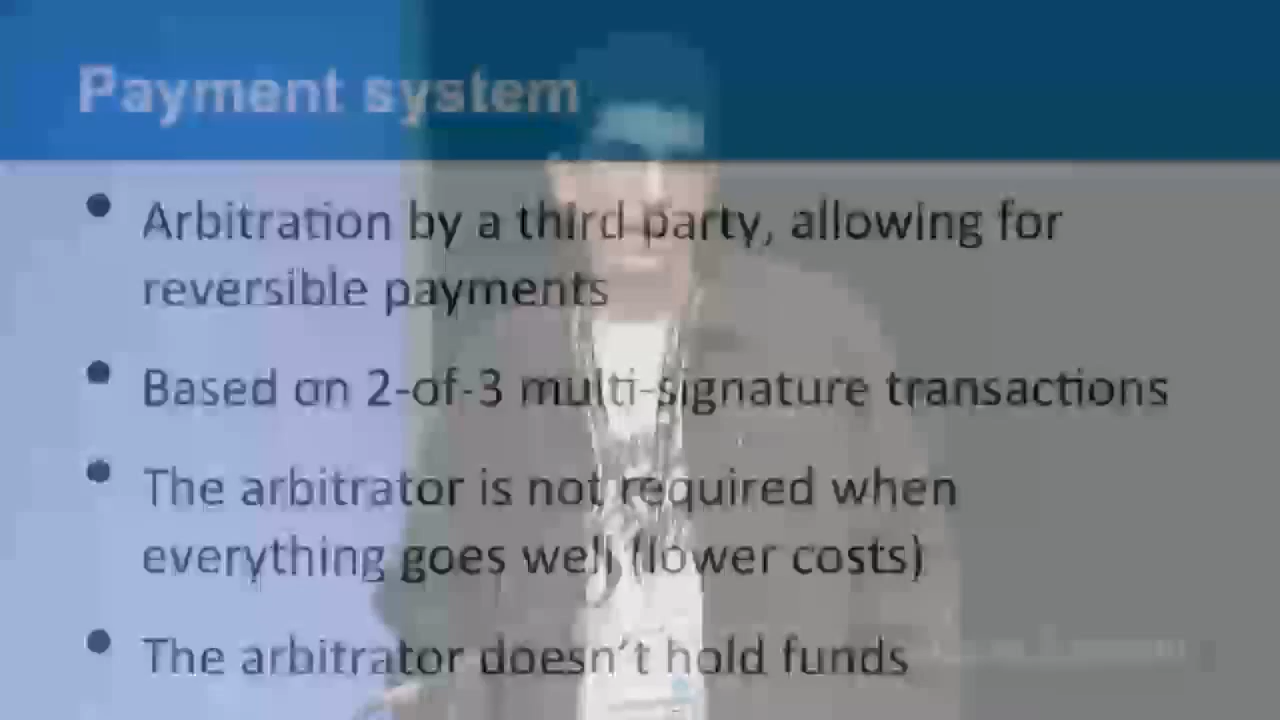 Payment system
• Arbitration by a third party, allowing for
reversible payments
• Based on 2-of-3 multi-signature transactions
• The arbitrator is not required when
everything goes well (lower costs)
• The arbitrator doesn't hold funds